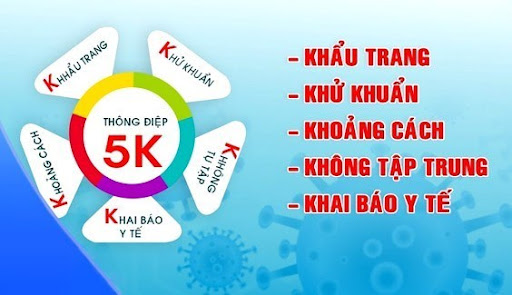 KHẨU TRANG
KHỬ KHUẨN
KHOẢNG CÁCH
THÔNG ĐIỆP
5K
KHÔNG
TỤ TẬP
KHAI BÁO
Y TẾ
– KHẨU TRANG
– KHỬ KHUẨN
– KHOẢNG CÁCH
– KHÔNG TẬP TRUNG
– KHAI BÁO Y TẾ